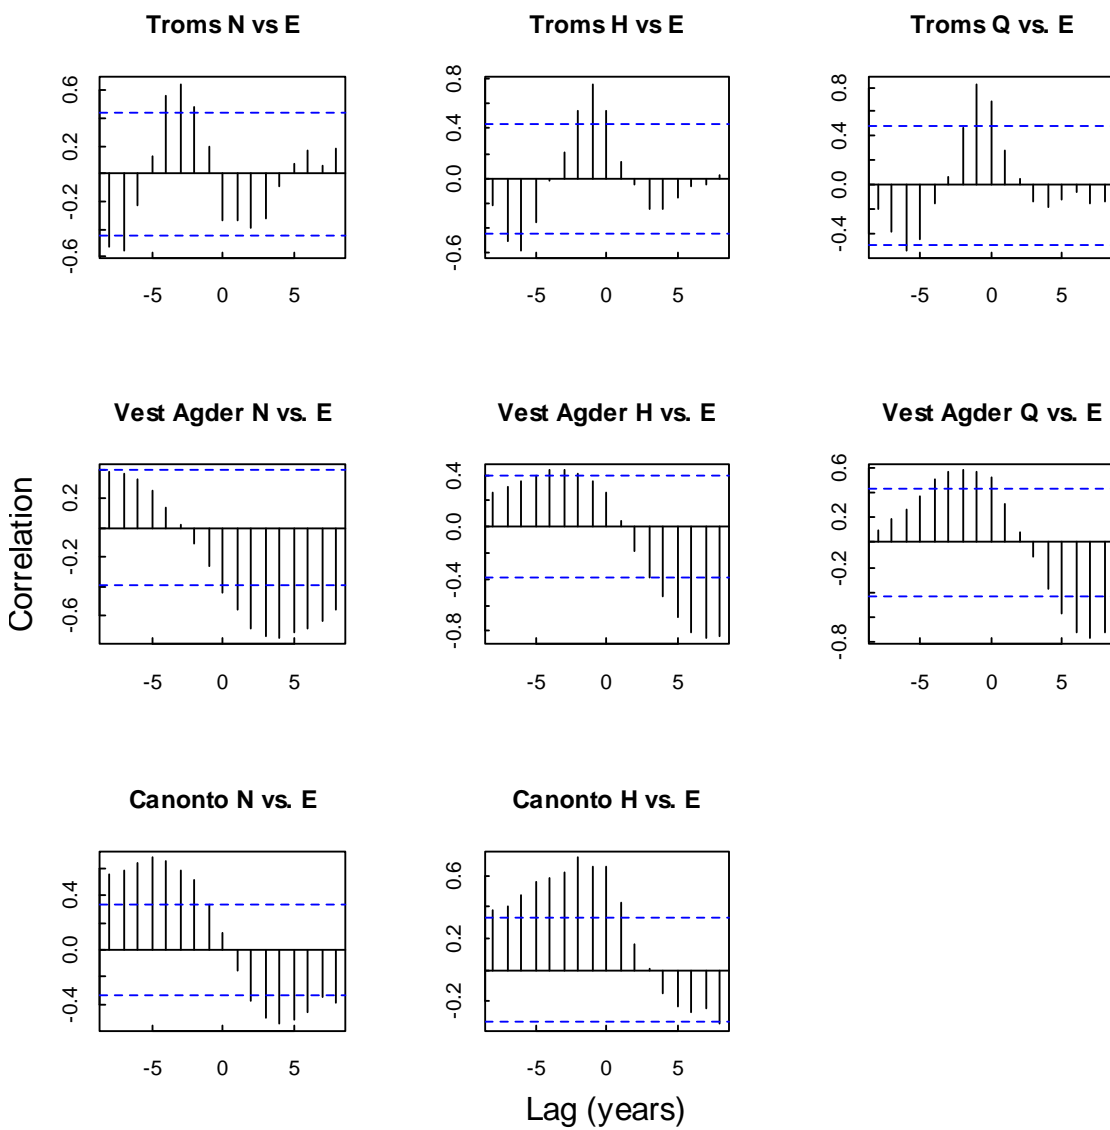 Troms N vs E
Troms H vs E
Troms Q vs. E
0.6
0.2
-0.2
-0.6
-5 0 5
0.8
0.4
0.0
-0.6
-5 0 5
0.8
0.4
0.0
-0.4
-5 0 5
Vest Agder N vs. E
Vest Agder H vs. E
Vest Agder Q vs. E
Correlation
0.2
-0.2
-0.6
-5 0 5
0.4
0.0
-0.4
-0.8
-5 0 5
0.6
0.2
-0.2
-0.8
-5 0 5
Canonto N vs. E
Canonto H vs. E
0.4
0.0
-0.4
-5 0 5
0.6
0.2
-0.2
-5 0 5
Lag (years)